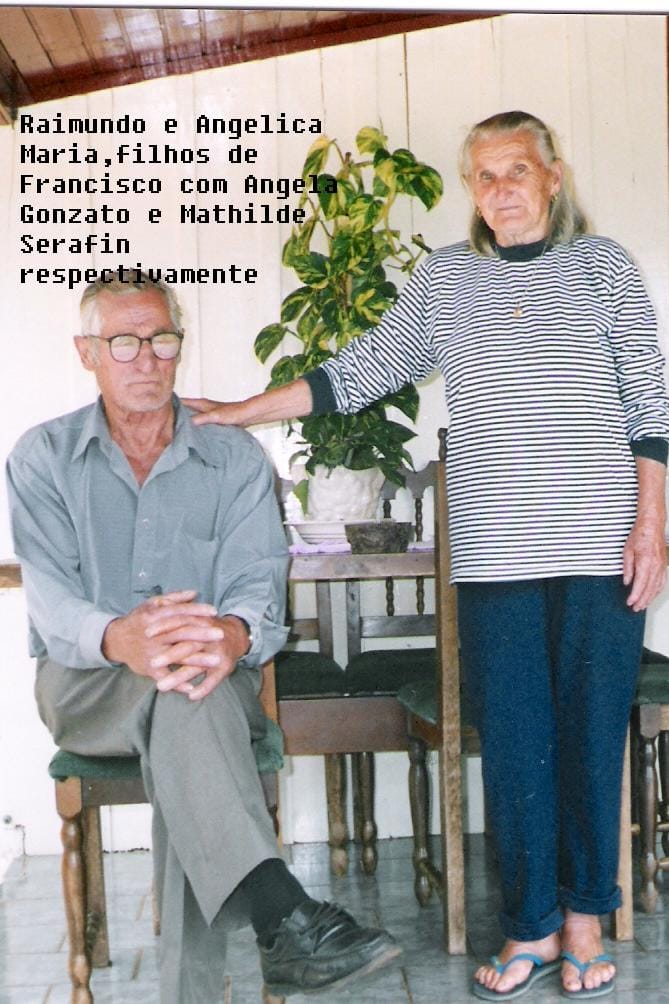 Raimundo e Angelica
Maria,filhos de
Francisco com Angela
Gonzato e Mathilde
Serafin
respectivamente